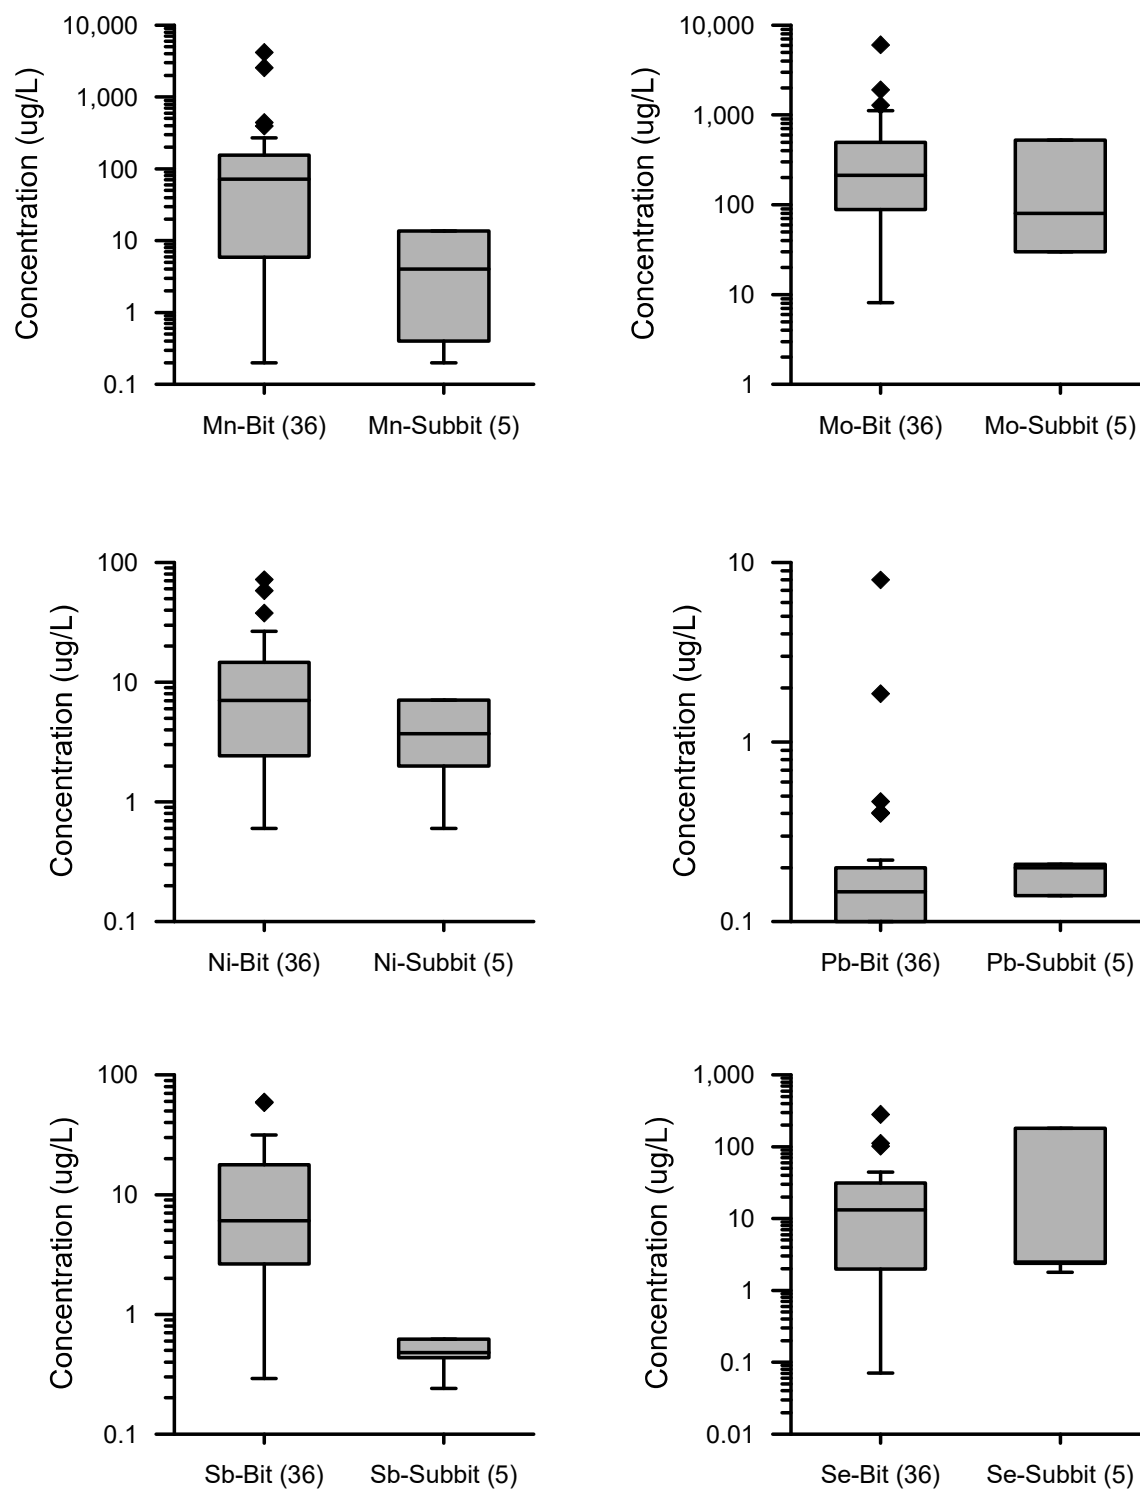 Concentration (ug/L)
10,000
1,000
100
10
1
0.1
Mn-Bit (36) Mn-Subbit (5)
Concentration (ug/L)
10,000
1,000
100
10
1
Mo-Bit (36) Mo-Subbit (5)
Concentration (ug/L)
100
10
1
0.1
Ni-Bit (36) Ni-Subbit (5)
Concentration (ug/L)
10
1
0.1
Pb-Bit (36) Pb-Subbit (5)
Concentration (ug/L)
100
10
1
0.1
Sb-Bit (36) Sb-Subbit (5)
Concentration (ug/L)
1,000
100
10
1
0.1
0.01
Se-Bit (36) Se-Subbit (5)